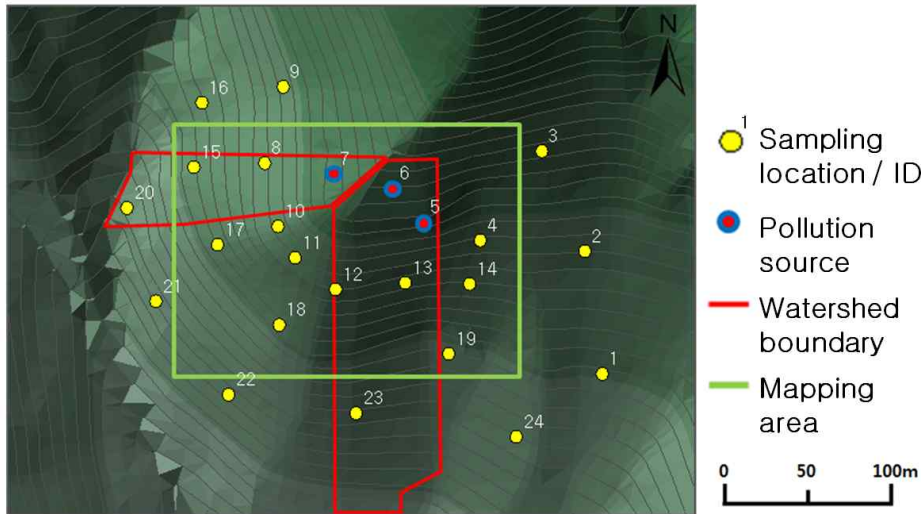 N
9
16
3
7
8
15
6
20
5
10
4
17
2
11
12
13
14
21
18
19
1
22
23
24
1
Sampling
location / ID
Pollution
source
Watershed
boundary
Mapping
area
0 50 100m